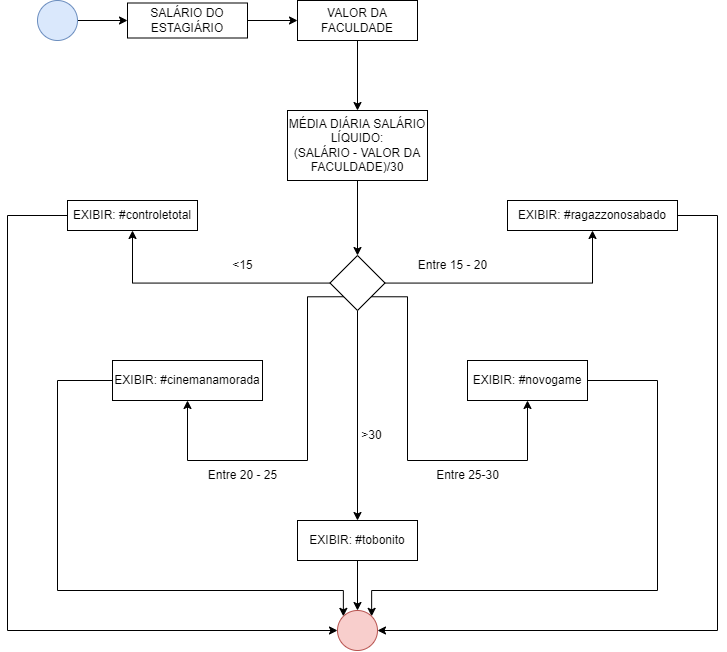 SALÁRIO DO
ESTAGIÁRIO
VALOR DA
FACULDADE
MÉDIA DIÁRIA SALÁRIO
LÍQUIDO:
(SALÁRIO - VALOR DA
FACULDADE)/30
EXIBIR: #controletotal
EXIBIR: #ragazzonosabado
<15
Entre 15 - 20
EXIBIR: #cinemanamorada
EXIBIR: #novogame
>30
Entre 20 - 25
Entre 25-30
EXIBIR: #tobonito